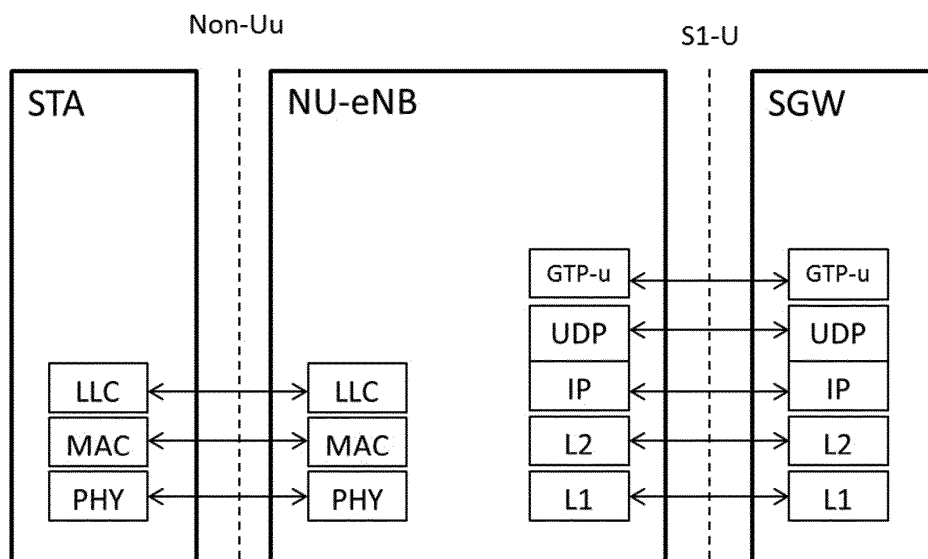 Non-Uu
S1-U
STA
NU-eNB
SGW
GTP-u
GTP-u
UDP
UDP
LLC
LLC
IP
IP
MAC
MAC
L2
L2
PHY
PHY
L1
L1